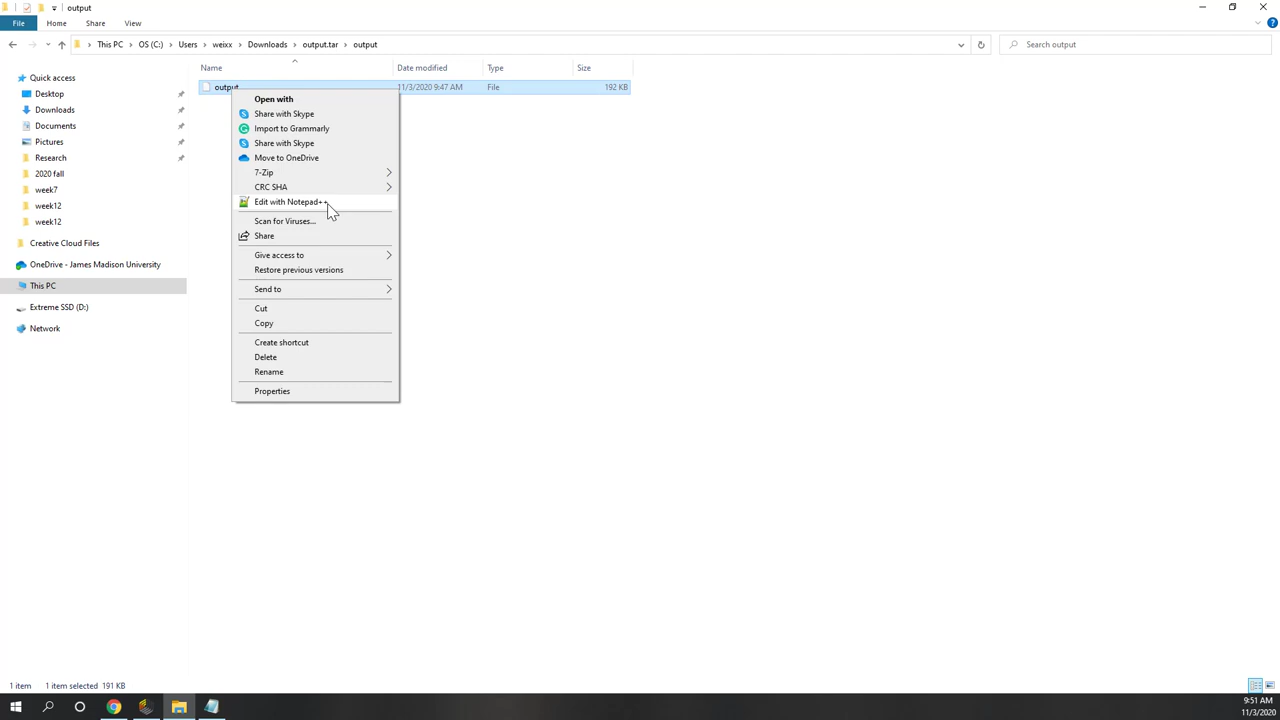 output
File
Home
Share
View
This PC
OS (C:)
Users
weixx
Downloads
output.tar
output
Search output
Name
Date modified
Type
Size
Quick access
Desktop
Downloads
Documents
Pictures
Research
2020 fall
week7
week12
week12
Creative Cloud Files
OneDrive - James Madison University
This PC
Extreme SSD (D:)
Network
output
11/3/2020 9:47 AM
File
192 KB
Open with
Share with Skype
Import to Grammarly
Share with Skype
Move to OneDrive
7-Zip
CRC SHA
Edit with Notepad++
Scan for Viruses...
Share
Give access to
Restore previous versions
Send to
Cut
Copy
Create shortcut
Delete
Rename
Properties
1 item
1 item selected 191 KB
9:51 AM
11/3/2020